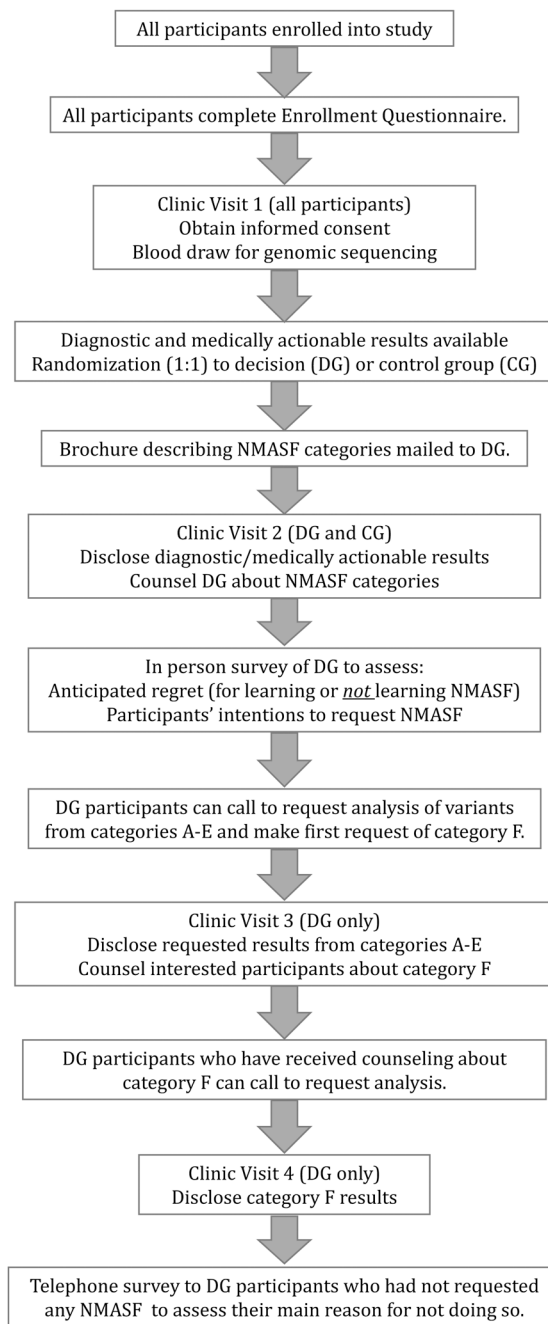 All participants enrolled into study
All participants complete Enrollment Questionnaire.
Clinic Visit 1 (all participants)
Obtain informed consent
Blood draw for genomic sequencing
Diagnostic and medically actionable results available
Randomization (1:1) to decision (DG) or control group (CG)
Brochure describing NMASF categories mailed to DG.
Clinic Visit 2 (DG and CG)
Disclose diagnostic/medically actionable results
Counsel DG about NMASF categories
In person survey of DG to assess:
Anticipated regret (for learning or not learning NMASF)
Participants’ intentions to request NMASF
DG participants can call to request analysis of variants
from categories A-E and make first request of category F.
Clinic Visit 3 (DG only)
Disclose requested results from categories A-E
Counsel interested participants about category F
DG participants who have received counseling about
category F can call to request analysis.
Clinic Visit 4 (DG only)
Disclose category F results
Telephone survey to DG participants who had not requested
any NMASF to assess their main reason for not doing so.